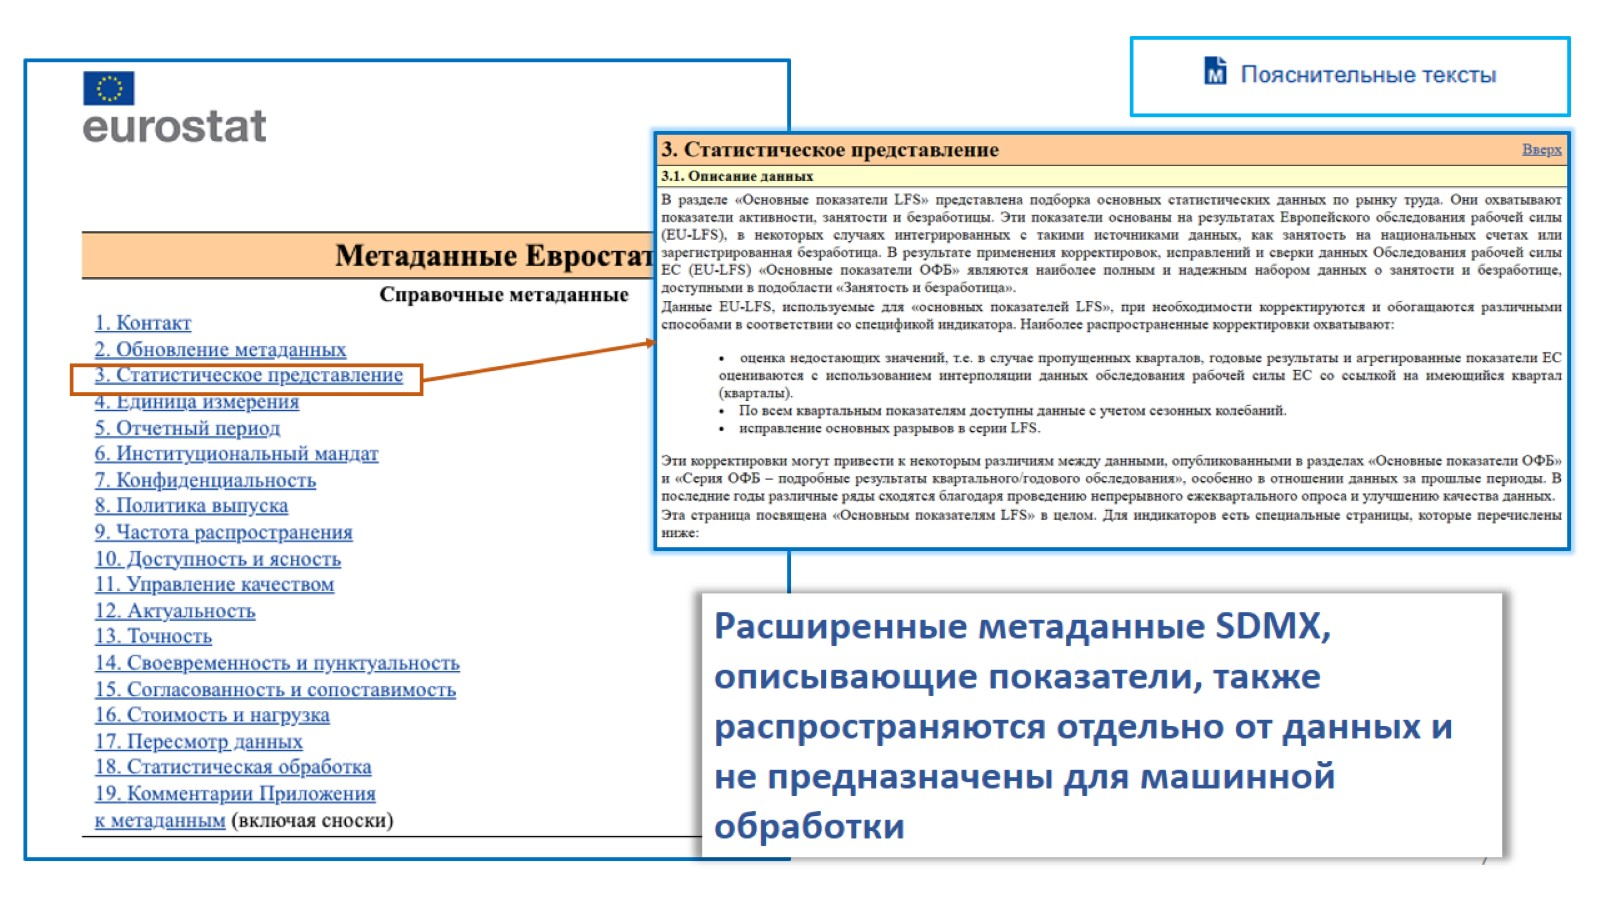 eurostat
Пояснительные тексты
Метаданные Евростат
Справочные метаданные
1. Контакт
2. Обновление метаданных
3. Статистическое представление
4. Единица измерения
5. Отчетный период
6. Институциональный мандат
7. Конфиденциальность
8. Политика выпуска
9. Частота распространения
10. Доступность и ясность
11. Управление качеством
12. Актуальность
13. Точность
14. Своевременность и пунктуальность
15. Согласованность и сопоставимость
16. Стоимость и нагрузка
17. Пересмотр данных
18. Статистическая обработка
19. Комментарии Приложения
к метаданным (включая сноски)
3. Статистическое представление Вверх
3.1. Описание данных
В разделе «Основные показатели LFS» представлена подборка основных статистических данных по рынку труда. Они охватывают
показатели активности, занятости и безработицы. Эти показатели основаны на результатах Европейского обследования рабочей силы
(EU-LFS), в некоторых случаях интегрированных с такими источниками данных, как занятость на национальных счетах или
зарегистрированная безработица. В результате применения корректировок, исправлений и сверки данных Обследования рабочей силы
ЕС (EU-LFS) «Основные показатели ОФБ» являются наиболее полным и надежным набором данных о занятости и безработице,
доступными в подобласти «Занятость и безработица».
Данные EU-LFS, используемые для «основных показателей LFS», при необходимости корректируются и обогащаются различными
способами в соответствии со спецификой индикатора. Наиболее распространенные корректировки охватывают:
• оценка недостающих значений, т.е. в случае пропущенных кварталов, годовые результаты и агрегированные показатели ЕС
оцениваются с использованием интерполяции данных обследования рабочей силы ЕС со ссылкой на имеющийся квартал
(кварталы).
• По всем квартальным показателям доступны данные с учетом сезонных колебаний.
• исправление основных разрывов в серии LFS.
Эти корректировки могут привести к некоторым различиям между данными, опубликованными в разделах «Основные показатели ОФБ»
и «Серия ОФБ – подробные результаты квартального/годового обследования», особенно в отношении данных за прошлые периоды. В
последние годы различные ряды сходятся благодаря проведению непрерывного ежеквартального опроса и улучшению качества данных.
Эта страница посвящена «Основным показателям LFS» в целом. Для индикаторов есть специальные страницы, которые перечислены
ниже:
Расширенные метаданные SDMX,
описывающие показатели, также
распространяются отдельно от данных и
не предназначены для машинной
обработки